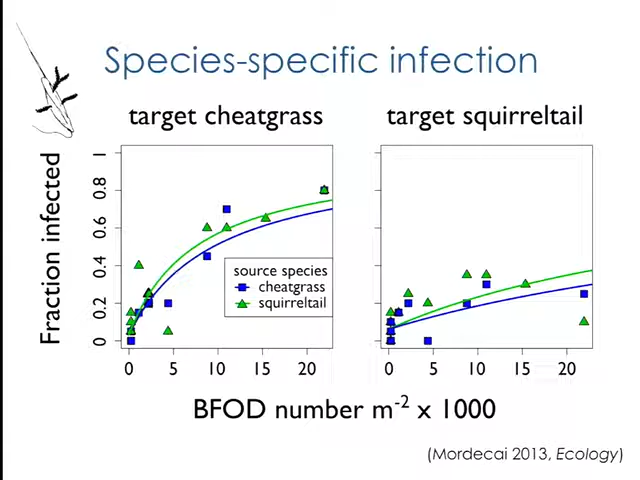 Species-specific infection
target cheatgrass
target squirreltail
Fraction infected
1
0.8
0.6
0.4
0.2
0
source species
cheatgrass
squirreltail
0 5 10 15 20
0 5 10 15 20
BFOD number m-2 x 1000
(Mordecai 2013, Ecology)